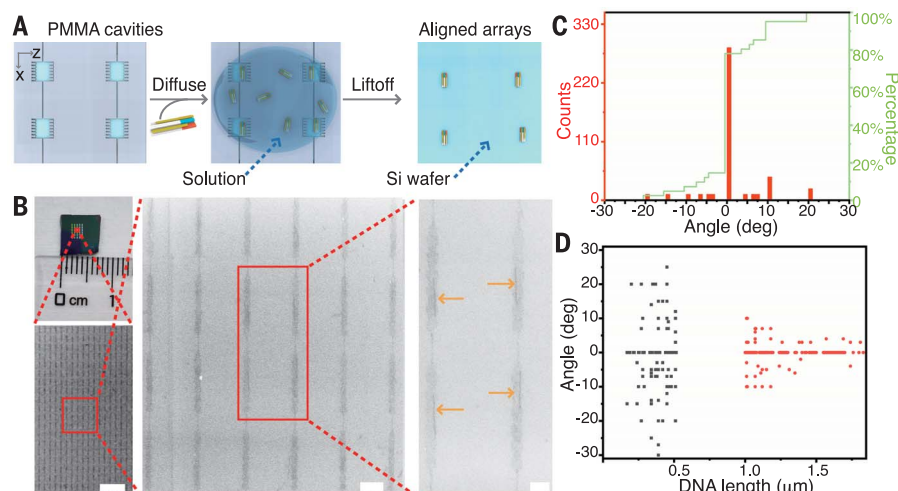 A
PMMA cavities
Aligned arrays
Z
X
Diffuse
Liftoff
Solution
Si wafer
B
0 cm 1
C
330
220
110
0
Counts
100%
80%
60%
40%
20%
0
Percentage
-30 -20 -10 0 10 20 30
Angle (deg)
D
30
20
10
0
-10
-20
-30
Angle (deg)
0.5 1.0 1.5
DNA length (μm)